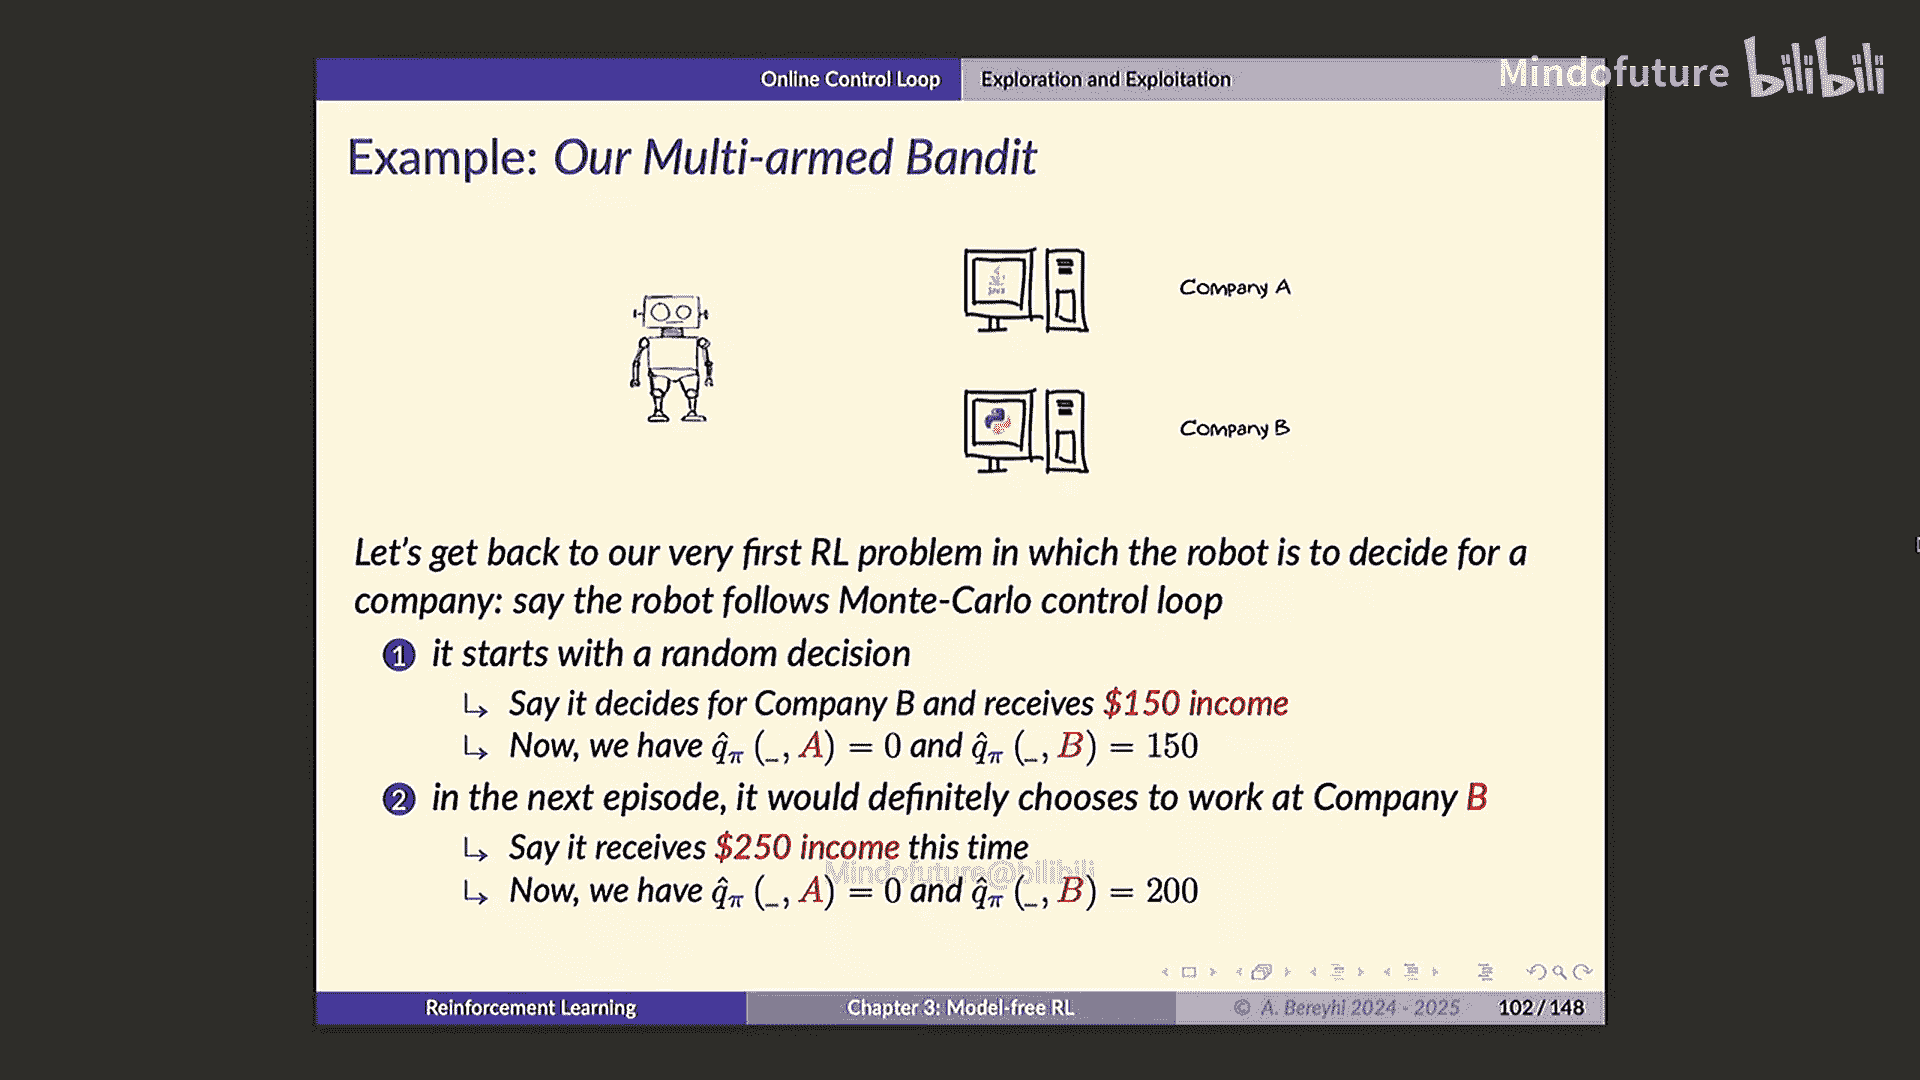 Online Control Loop Exploration and Exploitation
Mindofuture bilibili
Example: Our Multi-armed Bandit
Java
Company A
Company B
Let's get back to our very first RL problem in which the robot is to decide for a
company: say the robot follows Monte-Carlo control loop
1 it starts with a random decision
↳ Say it decides for Company B and receives $150 income
↳ Now, we have q̂π (_, A) = 0 and q̂π (_, B) = 150
2 in the next episode, it would definitely chooses to work at Company B
↳ Say it receives $250 income this time
Mindofuture@bilibili
↳ Now, we have q̂π (_, A) = 0 and q̂π (_, B) = 200
Reinforcement Learning Chapter 3: Model-free RL © A. Bereyhi 2024 - 2025 102 / 148